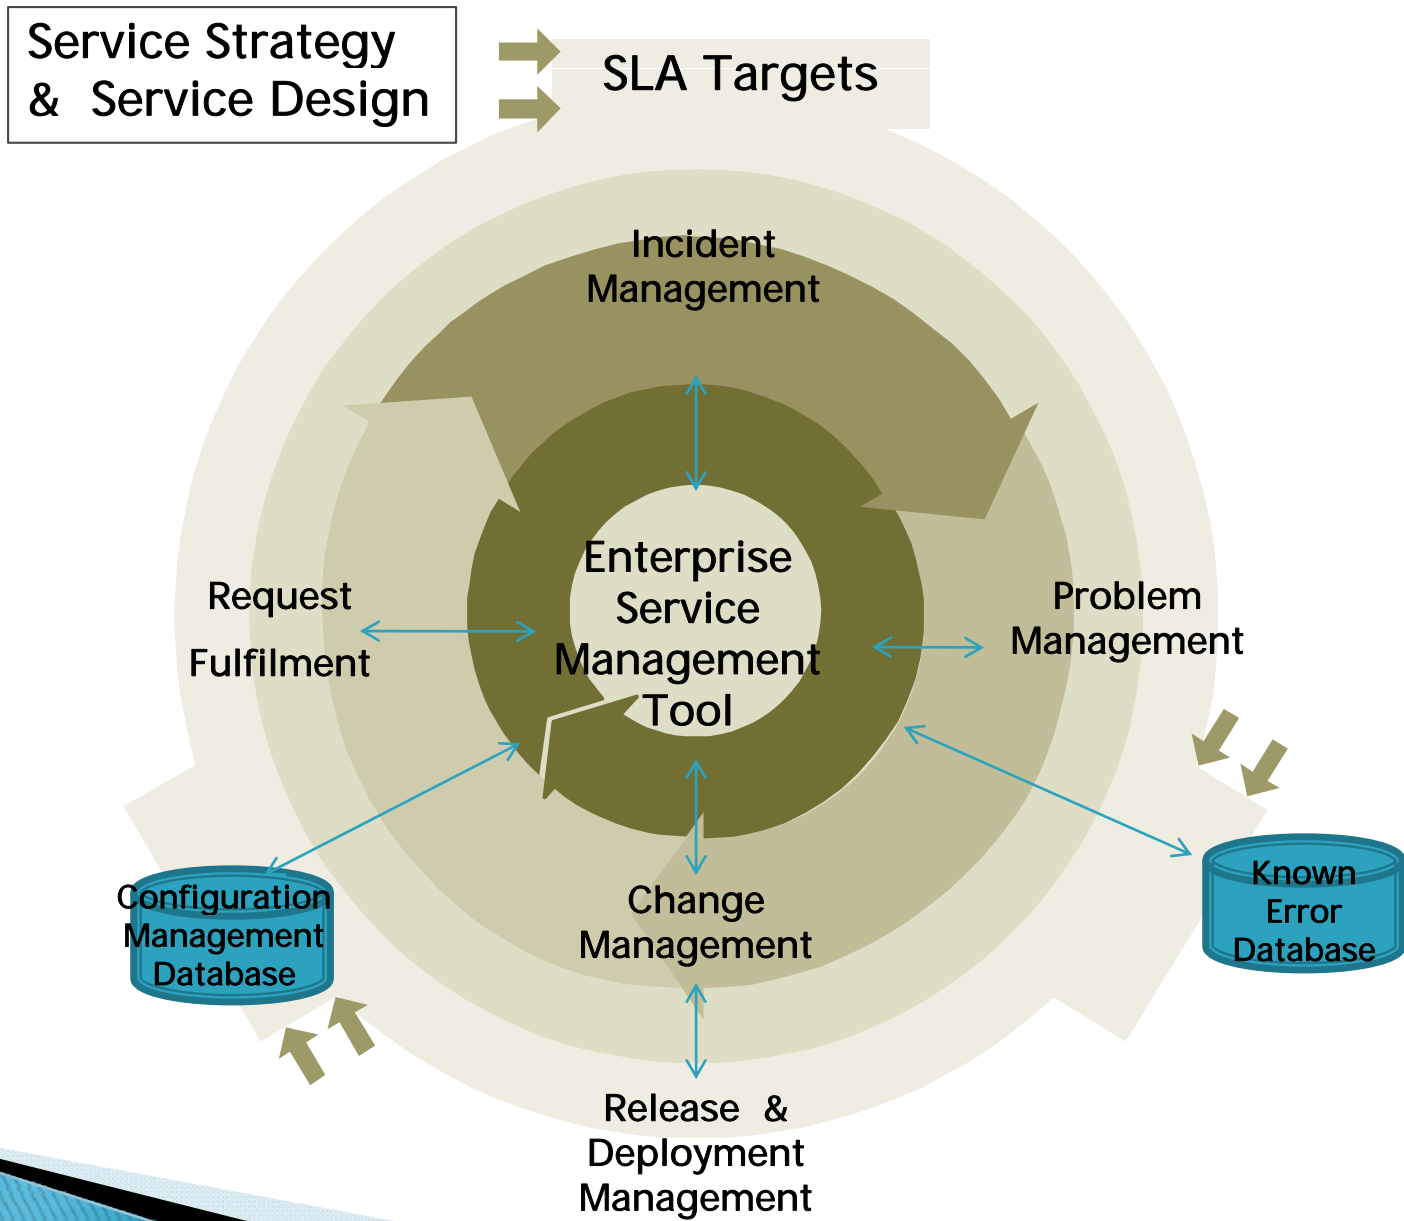 Service Strategy
& Service Design
SLA Targets
Incident
Management
Enterprise
Service
Management
Tool
Request
Fulfilment
Problem
Management
Change
Management
Configuration
Management
Database
Known
Error
Database
Release & 
Deployment
Management